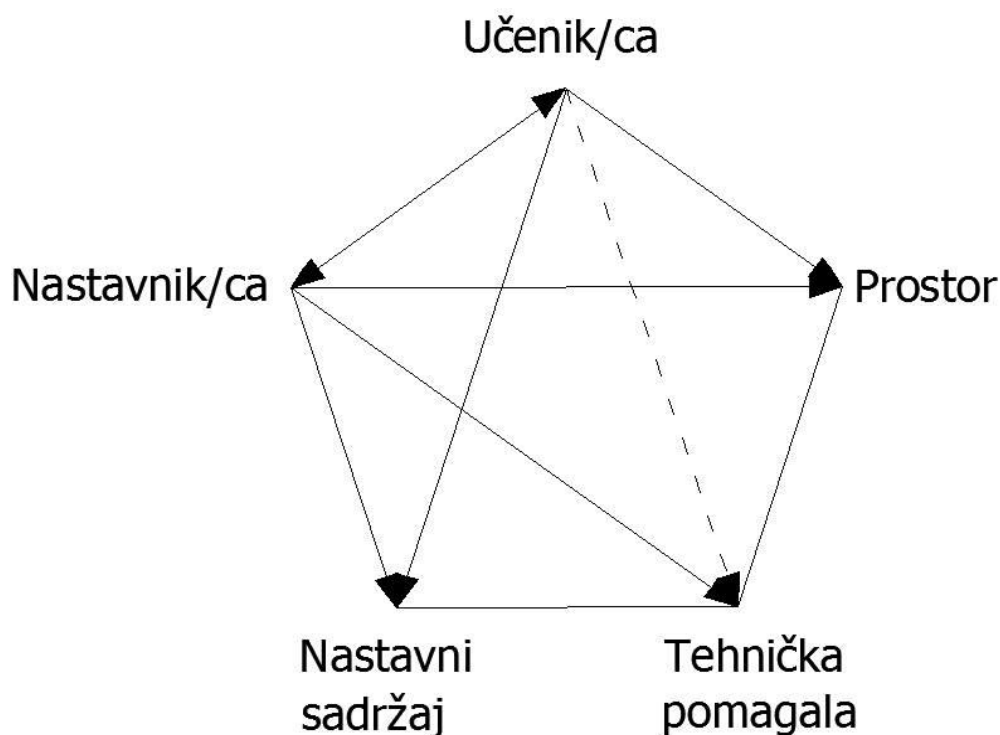 Učenik/ca
Nastavnik/ca
Prostor
Nastavni
sadržaj
Tehnička
pomagala